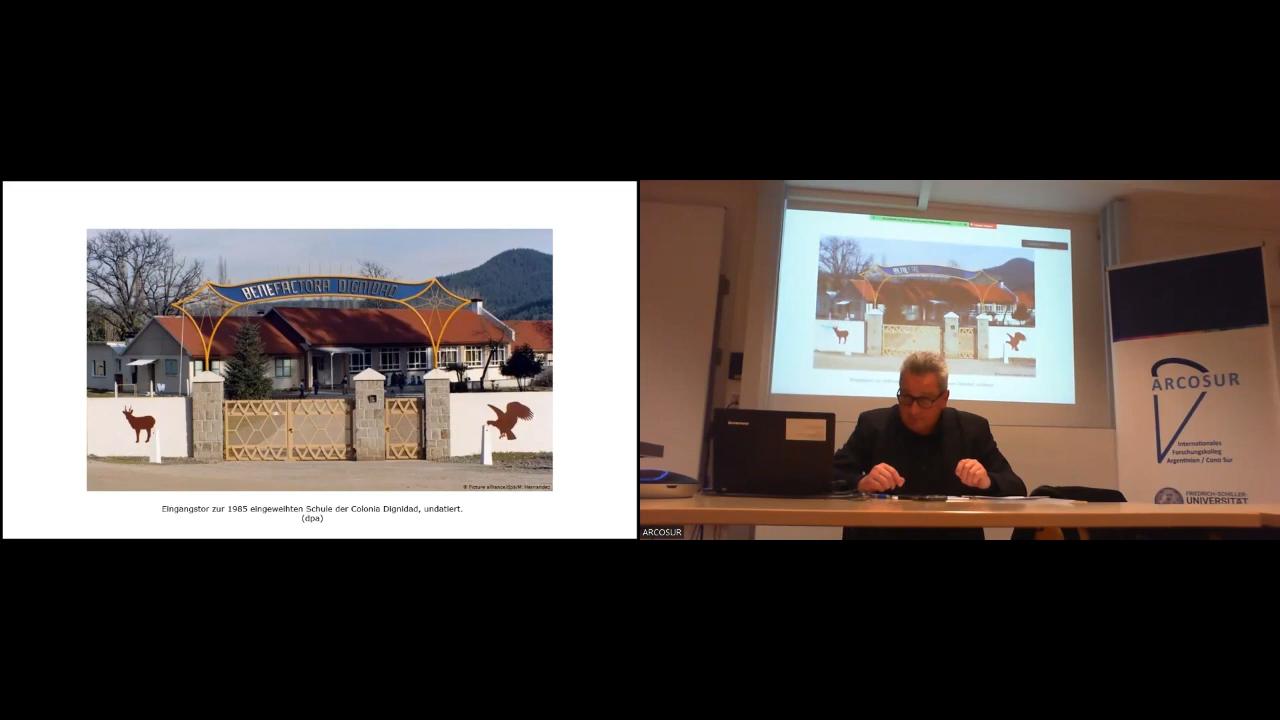 BENEFACTORA DIGNIDAD
© Picture alliance/dpa/M. Hernandez
Eingangstor zur 1985 eingeweihten Schule der Colonia Dignidad, undatiert.
(dpa)
ARCOSUR
Internationales
Forschungskolleg
Argentinien / Cono Sur
FRIEDRICH-SCHILLER-
UNIVERSITÄT
ARCOSUR